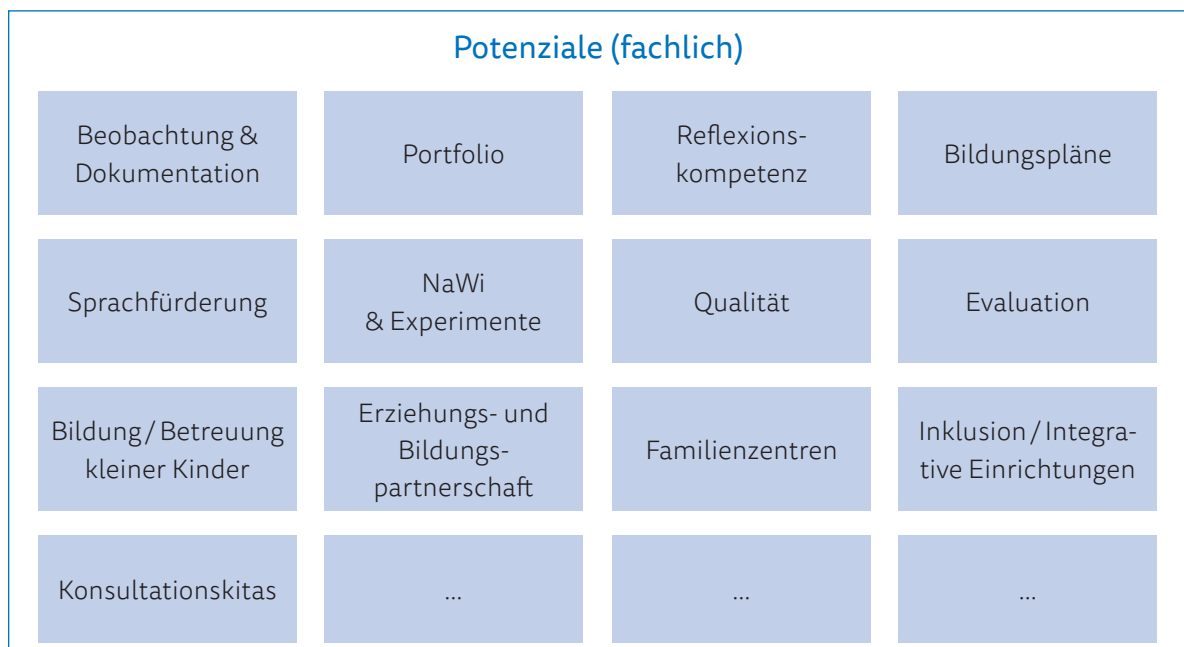 Potenziale (fachlich)
Beobachtung &
Dokumentation
Portfolio
Reflexions-
kompetenz
Bildungspläne
Sprachfürderung
NaWi
& Experimente
Qualität
Evaluation
Bildung / Betreuung
kleiner Kinder
Erziehungs- und
Bildungs-
partnerschaft
Familienzentren
Inklusion / Integra-
tive Einrichtungen
Konsultationskitas
...
...
...